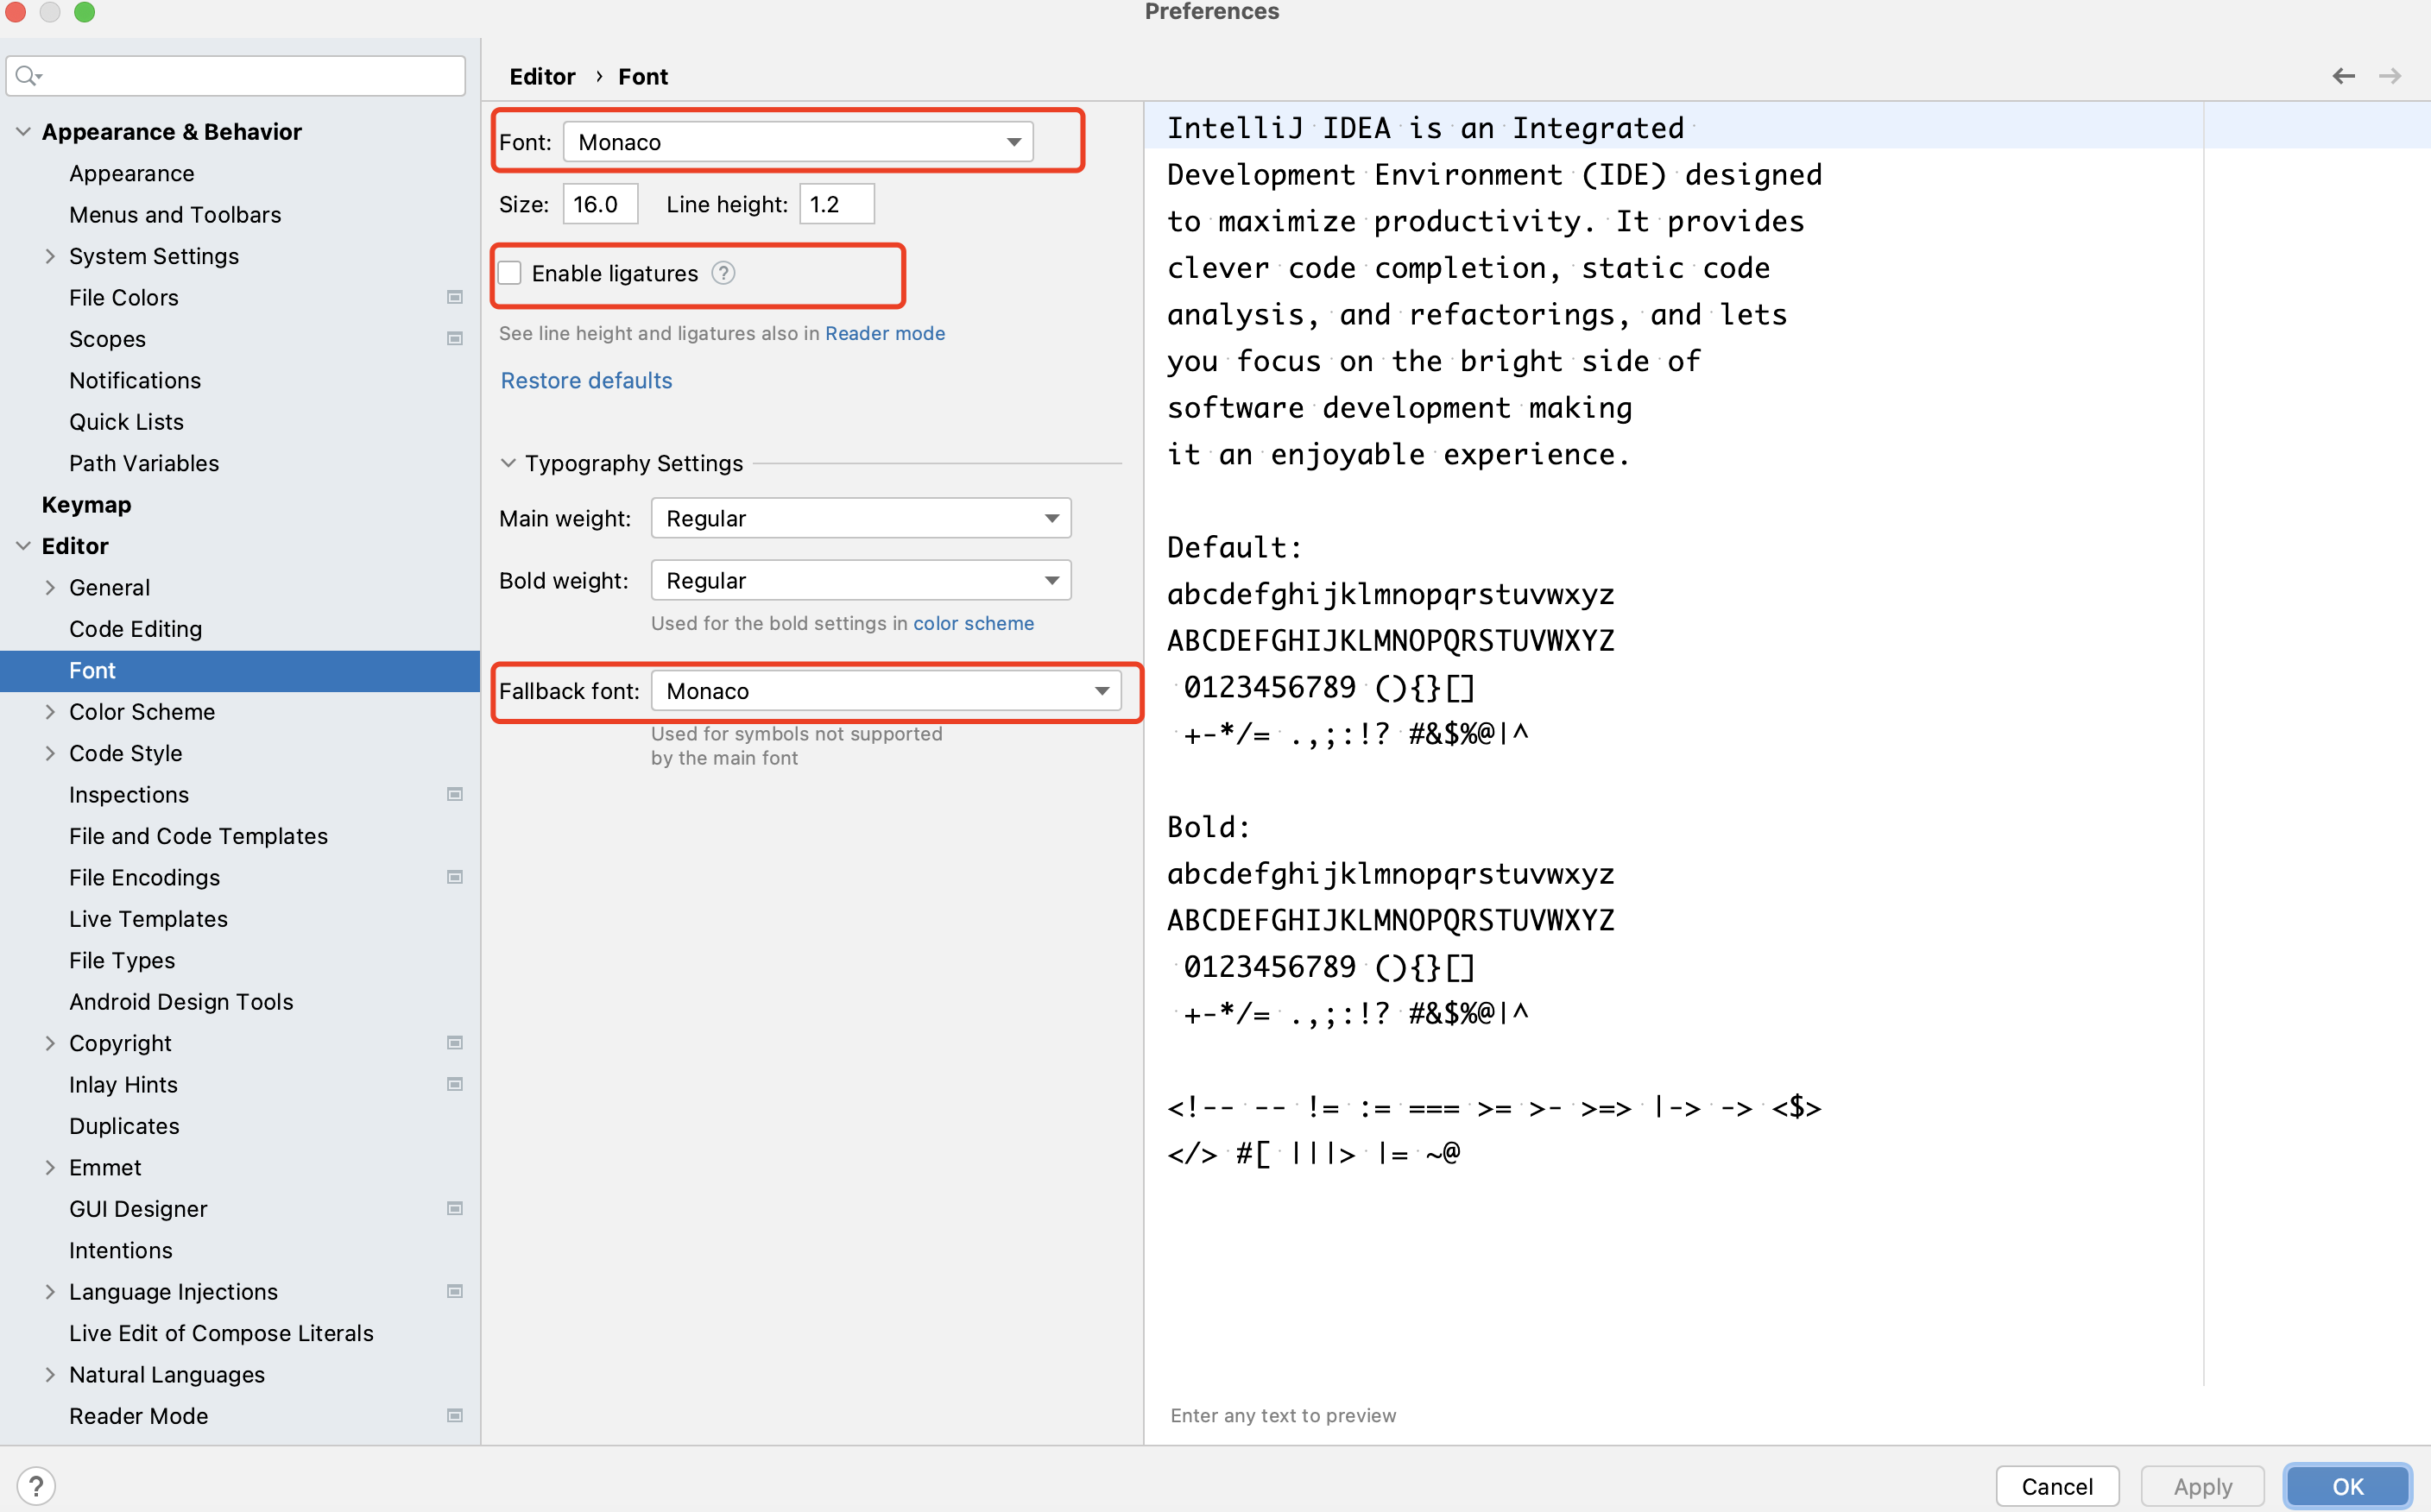 Preferences
Editor › Font
Appearance & Behavior
Appearance
Menus and Toolbars
System Settings
File Colors
Scopes
Notifications
Quick Lists
Path Variables
Keymap
Editor
General
Code Editing
Font
Color Scheme
Code Style
Inspections
File and Code Templates
File Encodings
Live Templates
File Types
Android Design Tools
Copyright
Inlay Hints
Duplicates
Emmet
GUI Designer
Intentions
Language Injections
Live Edit of Compose Literals
Natural Languages
Reader Mode
Font: Monaco
Size: 16.0 Line height: 1.2
Enable ligatures ?
See line height and ligatures also in Reader mode
Restore defaults
Typography Settings
Main weight: Regular
Bold weight: Regular
Used for the bold settings in color scheme
Fallback font: Monaco
Used for symbols not supported
by the main font
IntelliJ IDEA is an Integrated
Development Environment (IDE) designed
to maximize productivity. It provides
clever code completion, static code
analysis, and refactorings, and lets
you focus on the bright side of
software development making
it an enjoyable experience.
Default:
abcdefghijklmnopqrstuvwxyz
ABCDEFGHIJKLMNOPQRSTUVWXYZ
0123456789 (){}[]
+-*/= .,;:!? #&$%@|^
Bold:
abcdefghijklmnopqrstuvwxyz
ABCDEFGHIJKLMNOPQRSTUVWXYZ
0123456789 (){}[]
+-*/= .,;:!? #&$%@|^
<!-- -- != := === >= >- >=> |-> -> <$>
</> #[ |||> |= ~@
Enter any text to preview
?
Cancel
Apply
OK